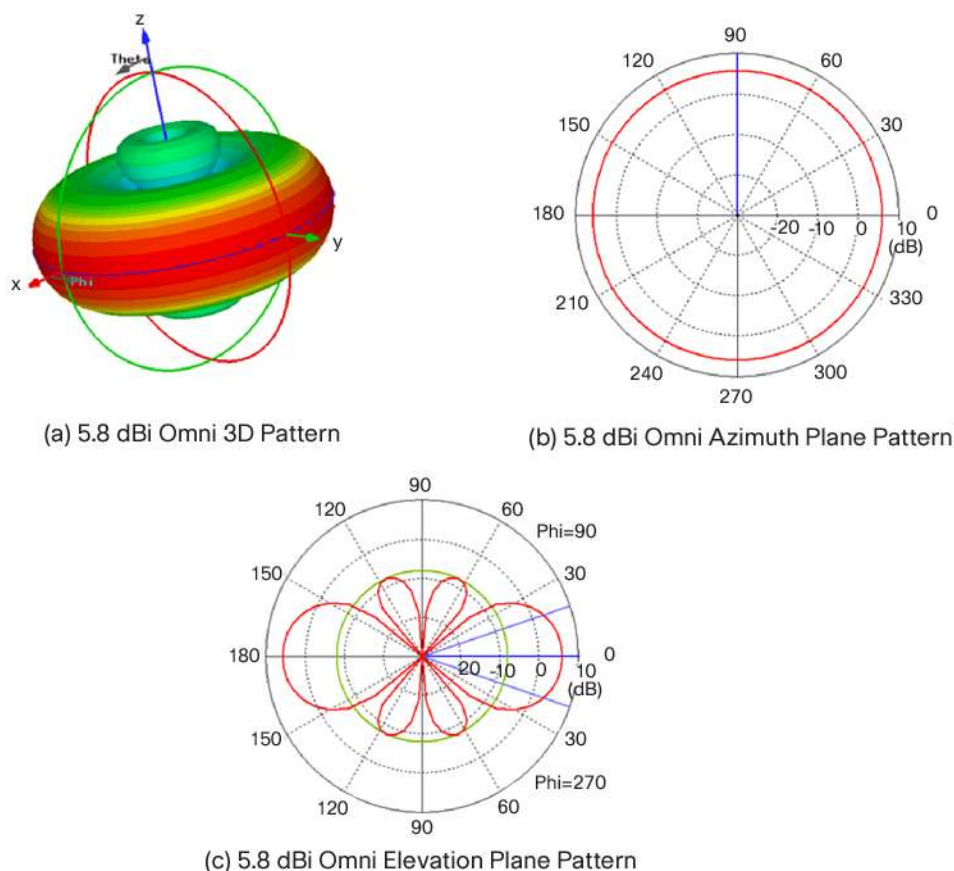 z
Theta
y
x
Phi
(a) 5.8 dBi Omni 3D Pattern
90
120 60
150 30
180 -20 -10 0 10 0
(dB)
210 330
240 300
270
(b) 5.8 dBi Omni Azimuth Plane Pattern
90
120 60
Phi=90
150 30
180 20 -10 0 10 0
(dB)
150 30
Phi=270
120 60
90
(c) 5.8 dBi Omni Elevation Plane Pattern